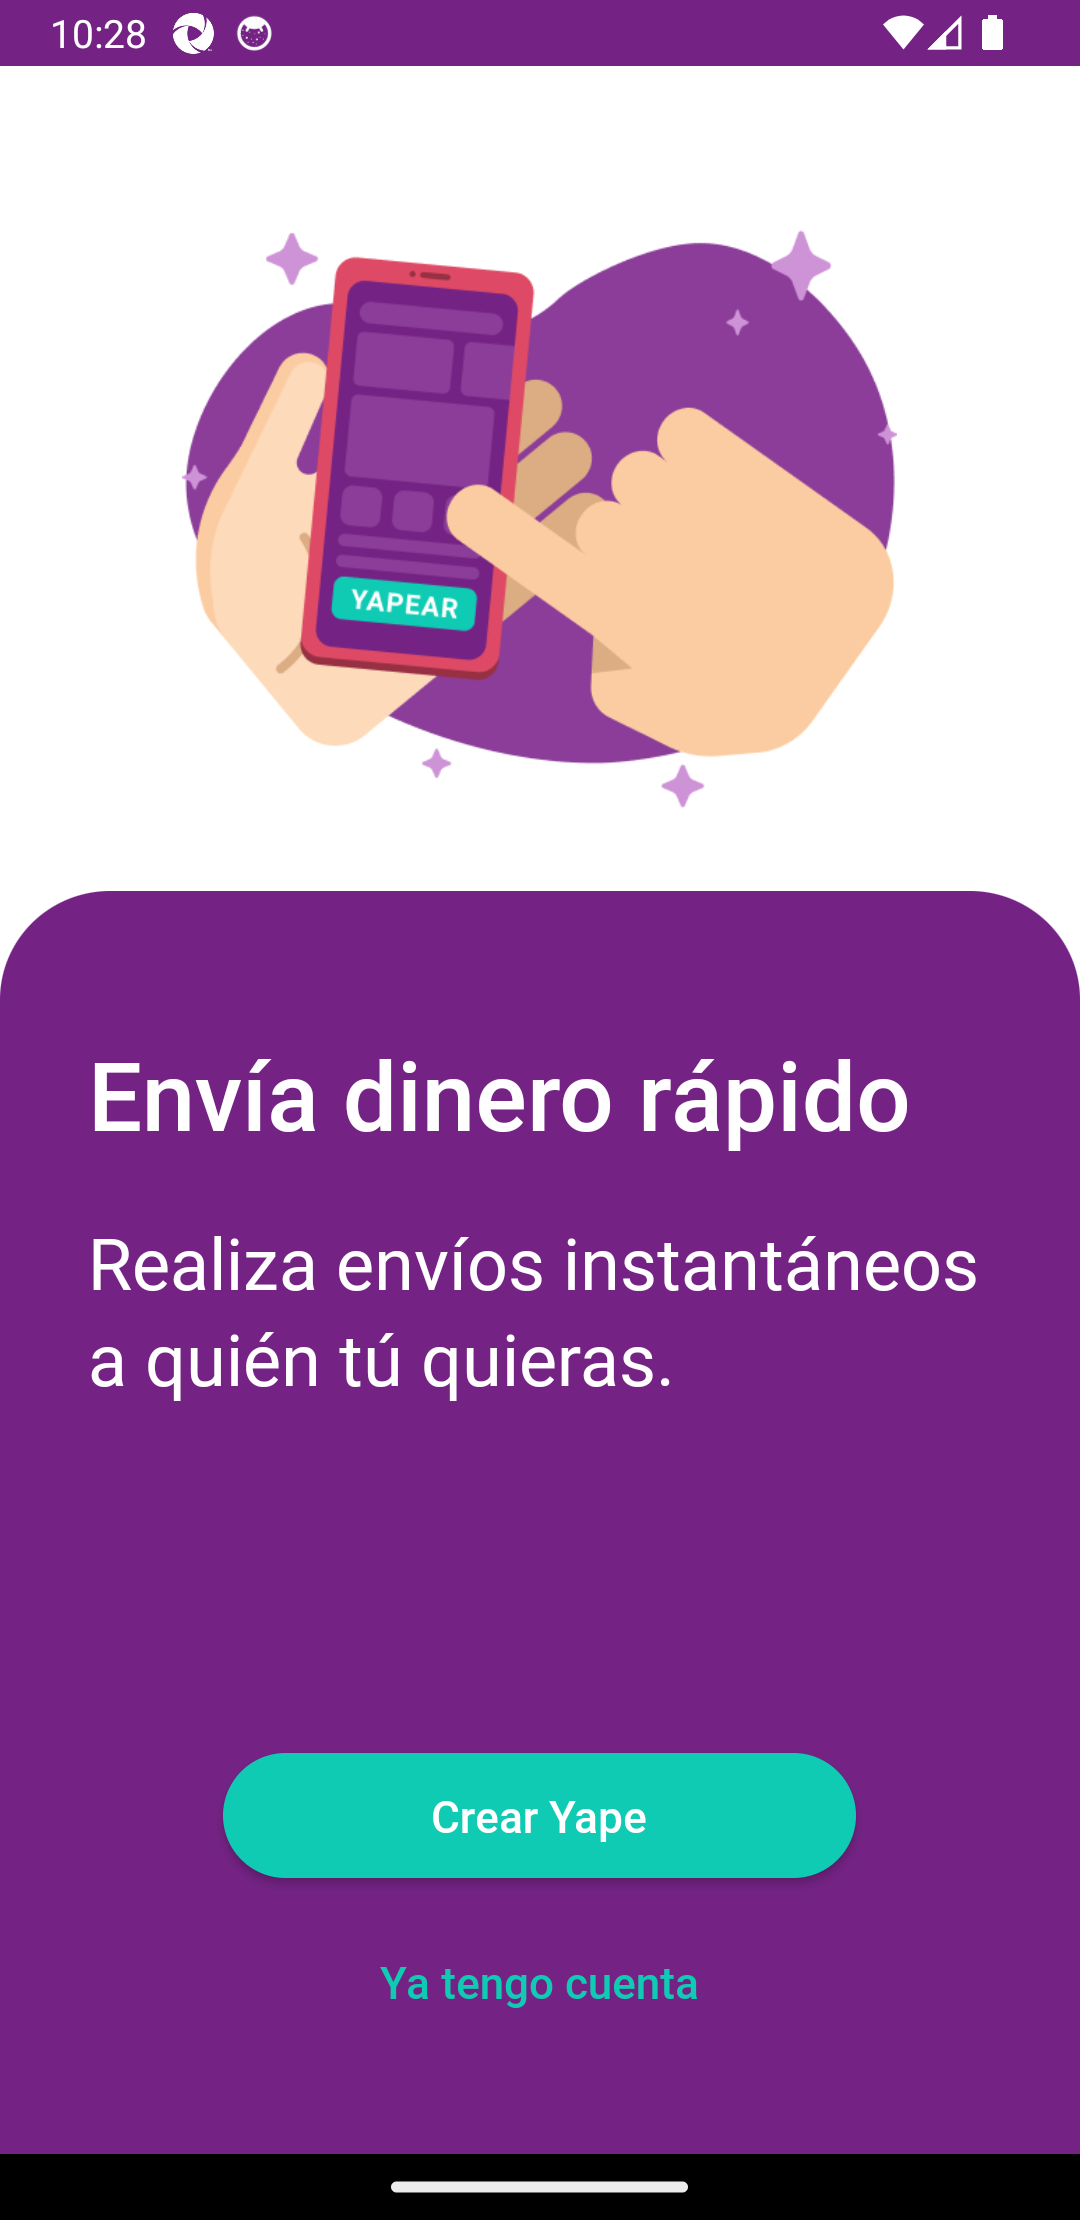 10:28
YAPEAR
Envía dinero rápido
Realiza envíos instantáneos
a quién tú quieras.
Crear Yape
Ya tengo cuenta